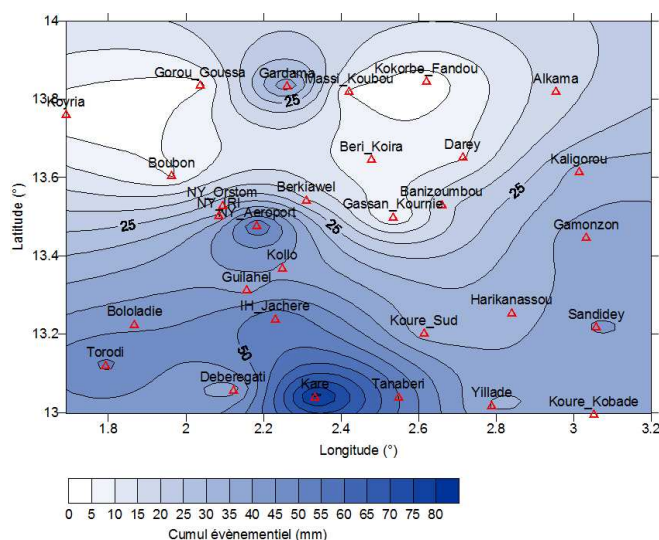 14
Gorou_Goussa
Gardama
Kokorbe_Fandou
Massi_Koubou
Alkama
13.8
25
Koyria
Beri_Koira
Darey
Kaligorou
Boubon
13.6
NY_Orstom
Berkiawel
Banizoumbou
25
NY_IRI
Gassan_Kournie
NY_Aeroport
25
25
Gamonzon
13.4
Kollo
Guilahel
Harikanassou
IH_Jachere
Bololadie
Koure_Sud
Sandidey
13.2
50
Torodi
Deberegati
Kare
Tanaberi
Yillade
Koure_Kobade
13
Latitude (°)
1.8 2 2.2 2.4 2.6 2.8 3 3.2
Longitude (°)
0 5 10 15 20 25 30 35 40 45 50 55 60 65 70 75 80
Cumul évènementiel (mm)